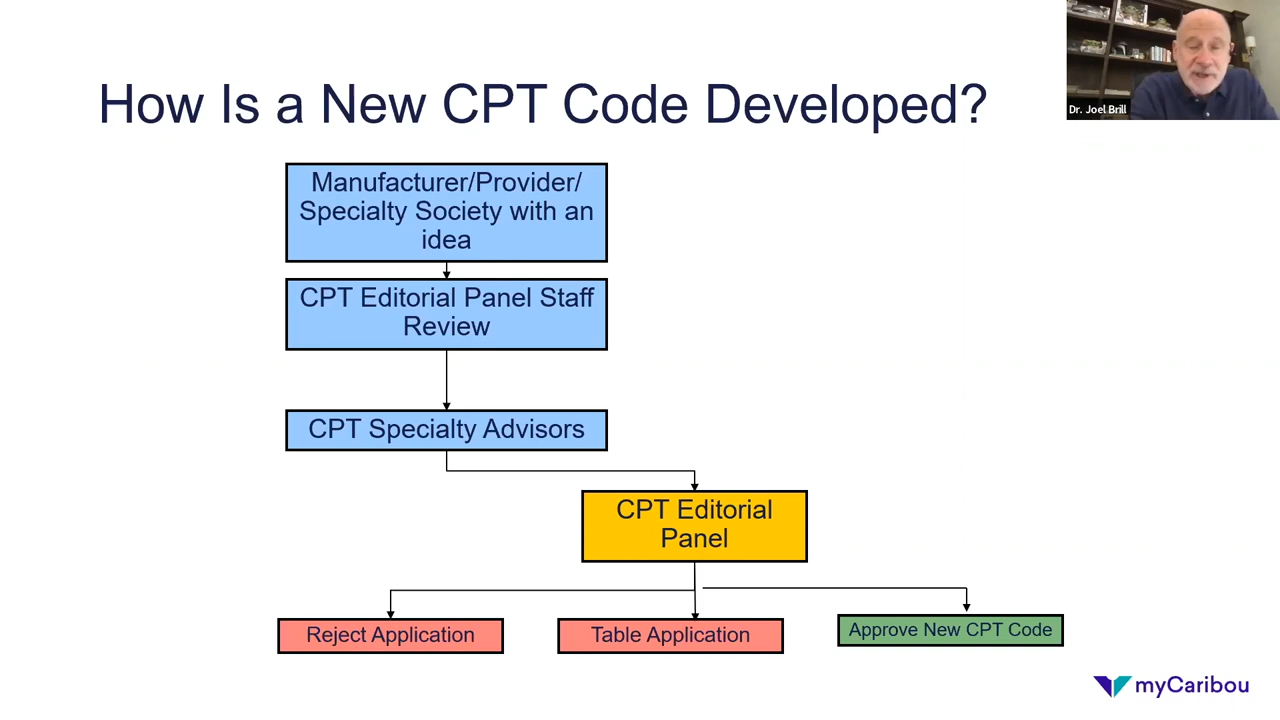 How Is a New CPT Code Developed?
Dr. Joel Brill
Manufacturer/Provider/
Specialty Society with an
idea
CPT Editorial Panel Staff
Review
CPT Specialty Advisors
CPT Editorial
Panel
Reject Application
Table Application
Approve New CPT Code
myCaribou